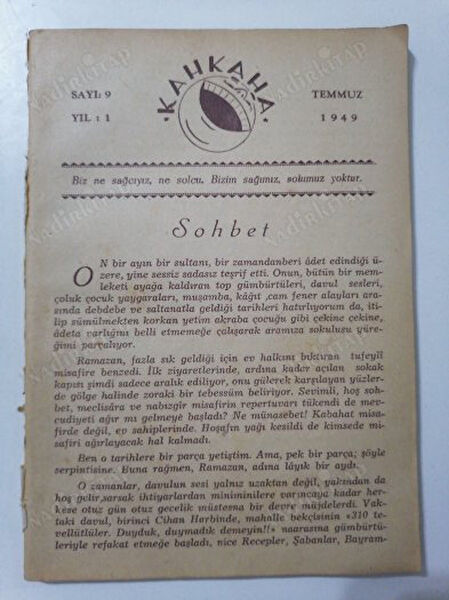 KAHKAHA
SAYI: 9
YIL : 1
TEMMUZ
1949
Biz ne sağcıyız, ne solcu. Bizim sağımız, solumuz yoktur.
Sohbet
ON bir ayın bir sultanı, bir zamandanberi âdet edindiği ü-
zere, yine sessiz sadasız teşrif etti. Onun, bütün bir mem-
leketi ayağa kaldıran top gümbürtüleri, davul sesleri,
çoluk çocuk yaygaraları, muşamba, kâğıt ,cam fener alayları ara-
sında debdebe ve saltanatla geldiği tarihleri hatırlıyorum da, iti-
lip sümülmekten korkan yetim akraba çocuğu gibi çekine çekine,
âdeta varlığını belli etmemeğe çalışarak aramıza sokuluşu yüre-
ğimi parçalıyor.
Ramazan, fazla sık geldiği için ev halkını bıktıran tufeyli
misafire benzedi. İlk ziyaretlerinde, ardına kadar açılan sokak
kapısı şimdi sadece aralık ediliyor, onu gülerek karşılayan yüzler-
de gölge halinde zoraki bir tebessüm beliriyor. Sevimli, hoş soh-
bet, meclisâra ve nabızgir misafirin repertuvarı tükendi de mev-
cudiyeti ağır mı gelmeye başladı? Ne münasebet! Kabahat misa-
firde değil, ev sahiplerinde. Hoşafın yağı kesildi de kimsede mi-
safiri ağırlayacak hal kalmadı.
Ben o tarihlere bir parça yetiştim. Ama, pek bir parça; şöyle
serpintisine. Buna rağmen, Ramazan, adına lâyık bir aydı.
O zamanlar, davulun sesi yalnız uzaktan değil, yakından da
hoş gelir,sarsak ihtiyarlardan miniminilere varıncaya kadar her-
kese otuz gün otuz gecelik müstesna bir devre müjdelerdi. Vak-
taki davul, birinci Cihan Harbinde, mahalle bekçisinin «310 te-
vellütlüler. Duyduk, duymadık demeyin!!» naarasına gümbürtü-
leriyle refakat etmeğe başladı, nice Recepler, Şabanlar, Bayram-